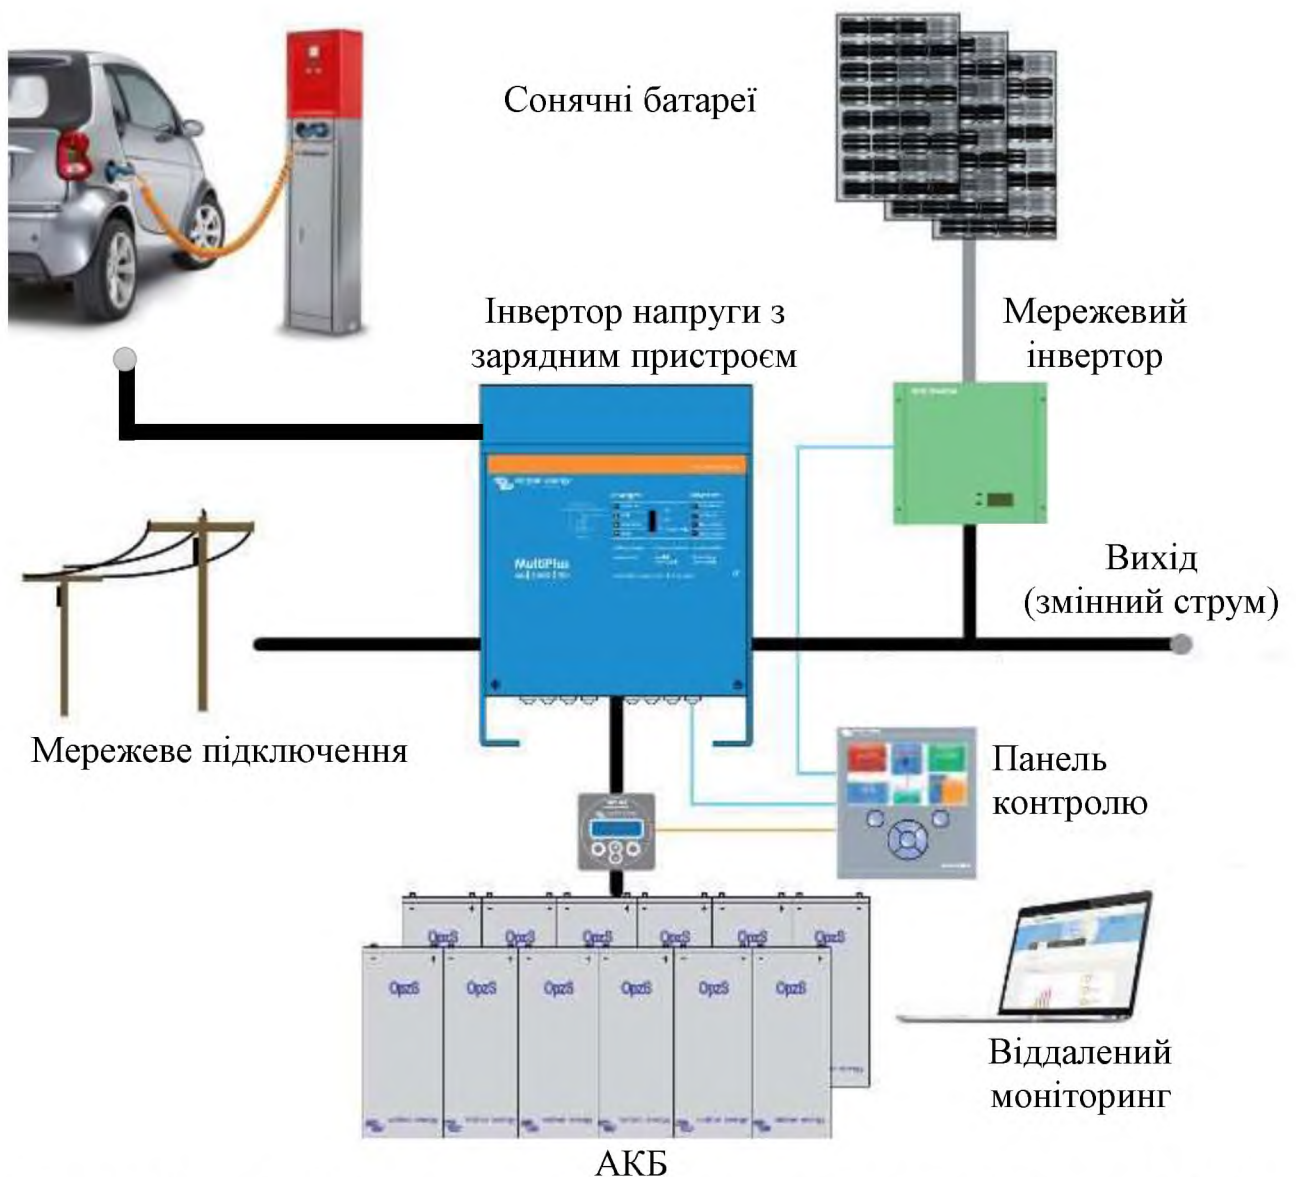 Сонячні батареї
Інвертор напруги з
зарядним пристроєм
Мережевий
інвертор
MultiPlus
Вихід
(змінний струм)
Мережеве підключення
Панель
контролю
OpzS OpzS OpzS OpzS OpzS OpzS
OpzS OpzS OpzS OpzS OpzS OpzS
Віддалений
моніторинг
АКБ